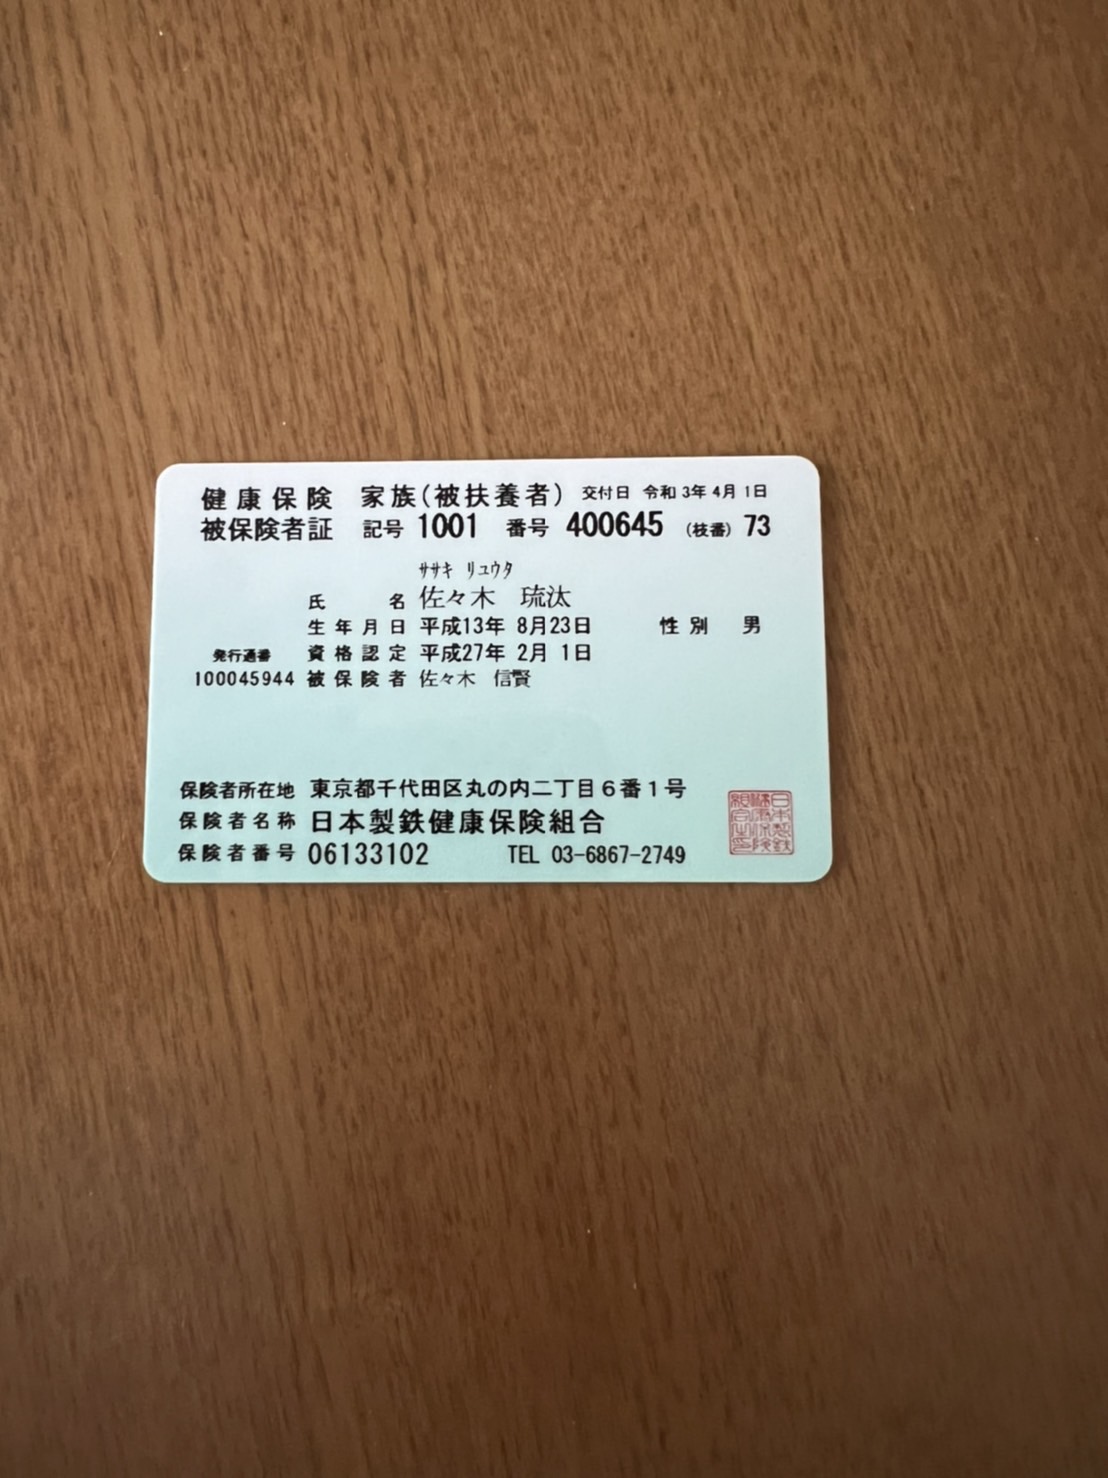 健康保険 家族(被扶養者) 交付日 令和 3年 4月 1日
被保険者証 記号 1001 番号 400645 (枝番) 73
ササキ リュウタ
氏名 佐々木 琉汰
生年月日 平成13年 8月23日 性別 男
発行通番 資格認定 平成27年 2月 1日
100045944 被保険者 佐々木 信賢
保険者所在地 東京都千代田区丸の内二丁目6番1号
保険者名称 日本製鉄健康保険組合
保険者番号 06133102 TEL 03-6867-2749